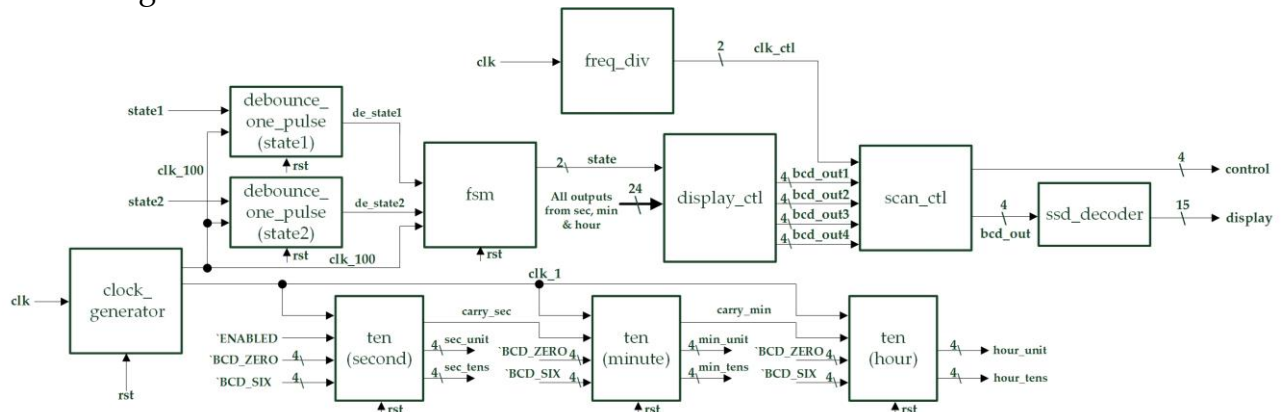 g
2 clk_ctl
clk
freq_div
state1
debounce_
one_pulse
(state1)
de_state1
rst
clk_100
state2
debounce_
one_pulse
(state2)
de_state2
rst
clk_100
fsm
rst
2 state
All outputs
from sec, min
& hour
24
display_ctl
4 bcd_out1
4 bcd_out2
4 bcd_out3
4 bcd_out4
scan_ctl
4
control
4
bcd_out
ssd_decoder
15
display
clk
clock_
generator
rst
clk_1
`ENABLED
`BCD_ZERO 4
`BCD_SIX 4
ten
(second)
rst
carry_sec
4 sec_unit
4 sec_tens
`BCD_ZERO 4
`BCD_SIX 4
ten
(minute)
rst
carry_min
4 min_unit
4 min_tens
`BCD_ZERO 4
`BCD_SIX 4
ten
(hour)
rst
4 hour_unit
4 hour_tens